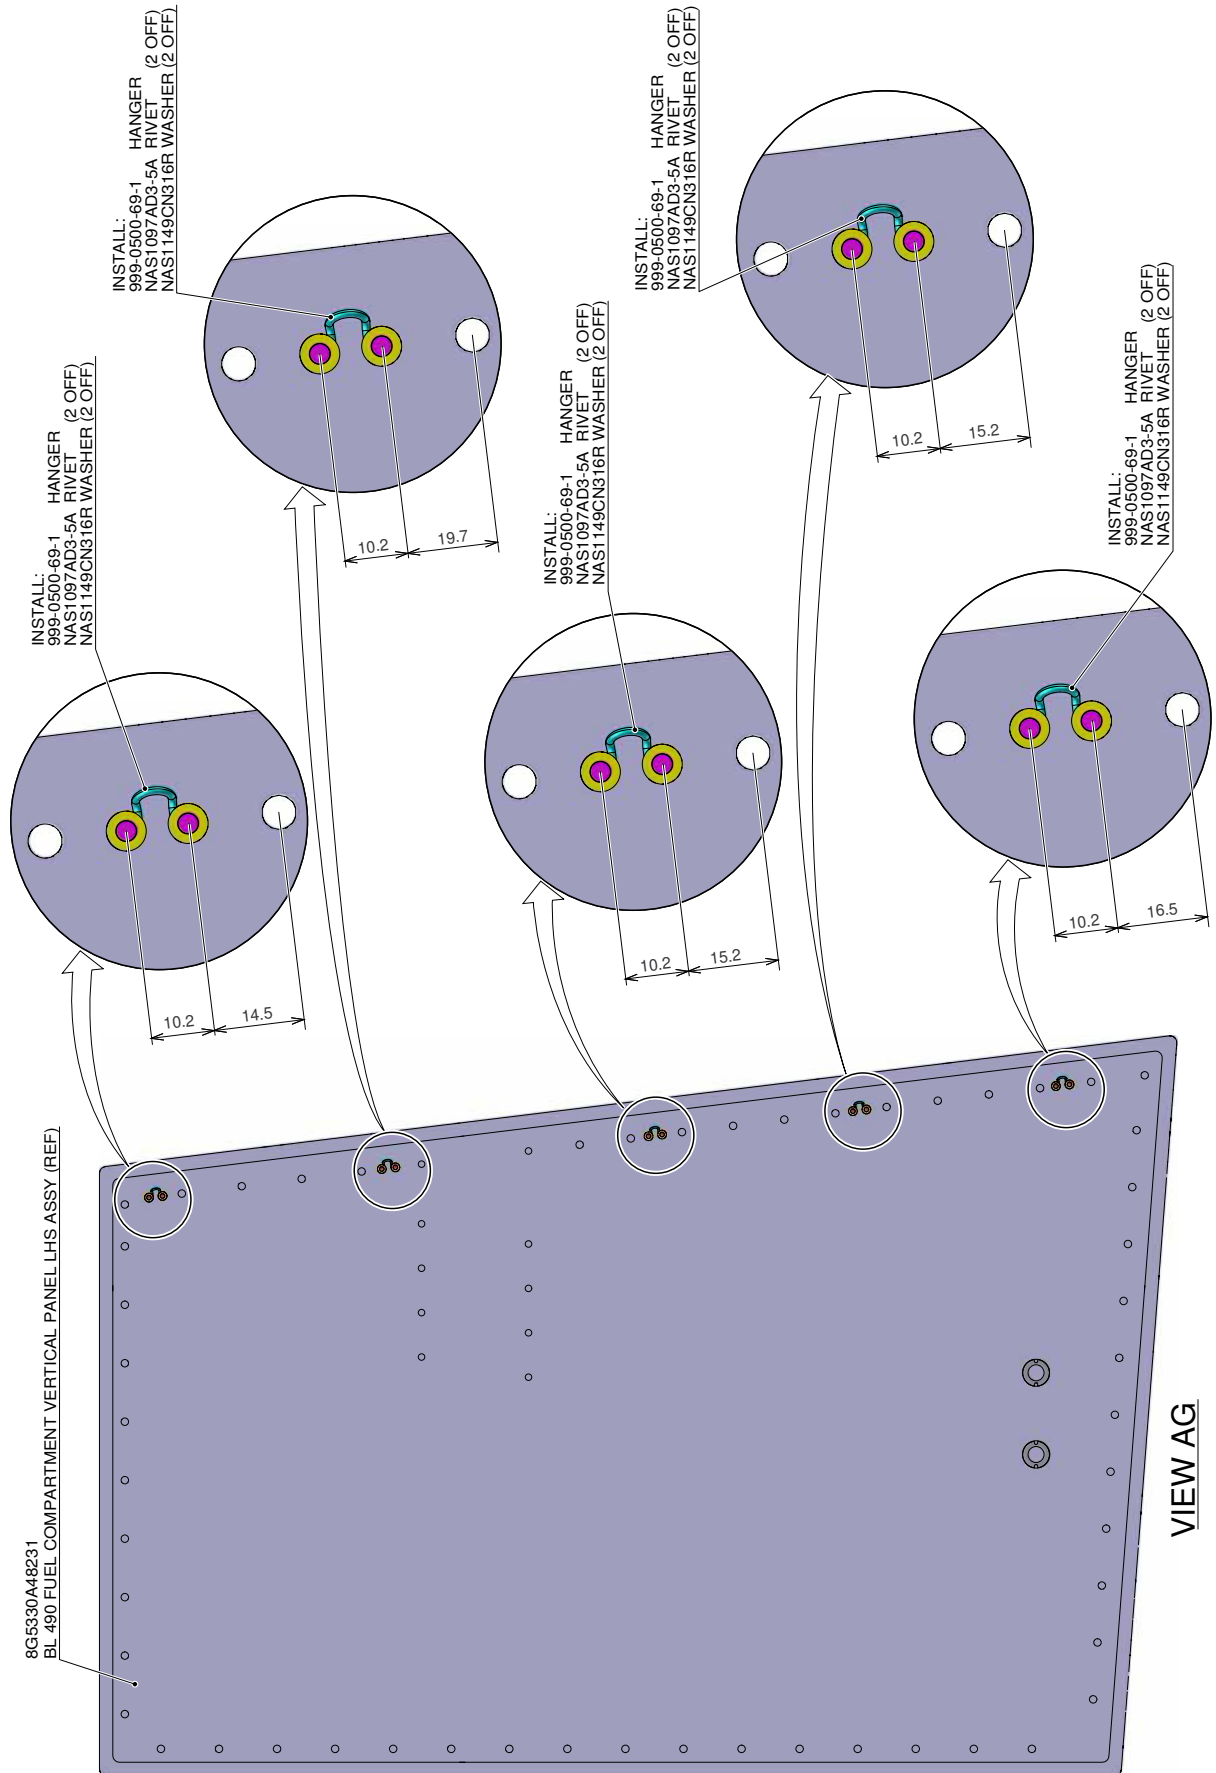 8G5330A48231
BL 490 FUEL COMPARTMENT VERTICAL PANEL LHS ASSY (REF)
INSTALL:
999-0500-69-1 HANGER
NAS1097AD3-5A RIVET (2 OFF)
NAS1149CN316R WASHER (2 OFF)
10.2
14.5
INSTALL:
999-0500-69-1 HANGER
NAS1097AD3-5A RIVET (2 OFF)
NAS1149CN316R WASHER (2 OFF)
10.2
19.7
INSTALL:
999-0500-69-1 HANGER
NAS1097AD3-5A RIVET (2 OFF)
NAS1149CN316R WASHER (2 OFF)
10.2
15.2
INSTALL:
999-0500-69-1 HANGER
NAS1097AD3-5A RIVET (2 OFF)
NAS1149CN316R WASHER (2 OFF)
10.2
15.2
INSTALL:
999-0500-69-1 HANGER
NAS1097AD3-5A RIVET (2 OFF)
NAS1149CN316R WASHER (2 OFF)
10.2
16.5
VIEW AG